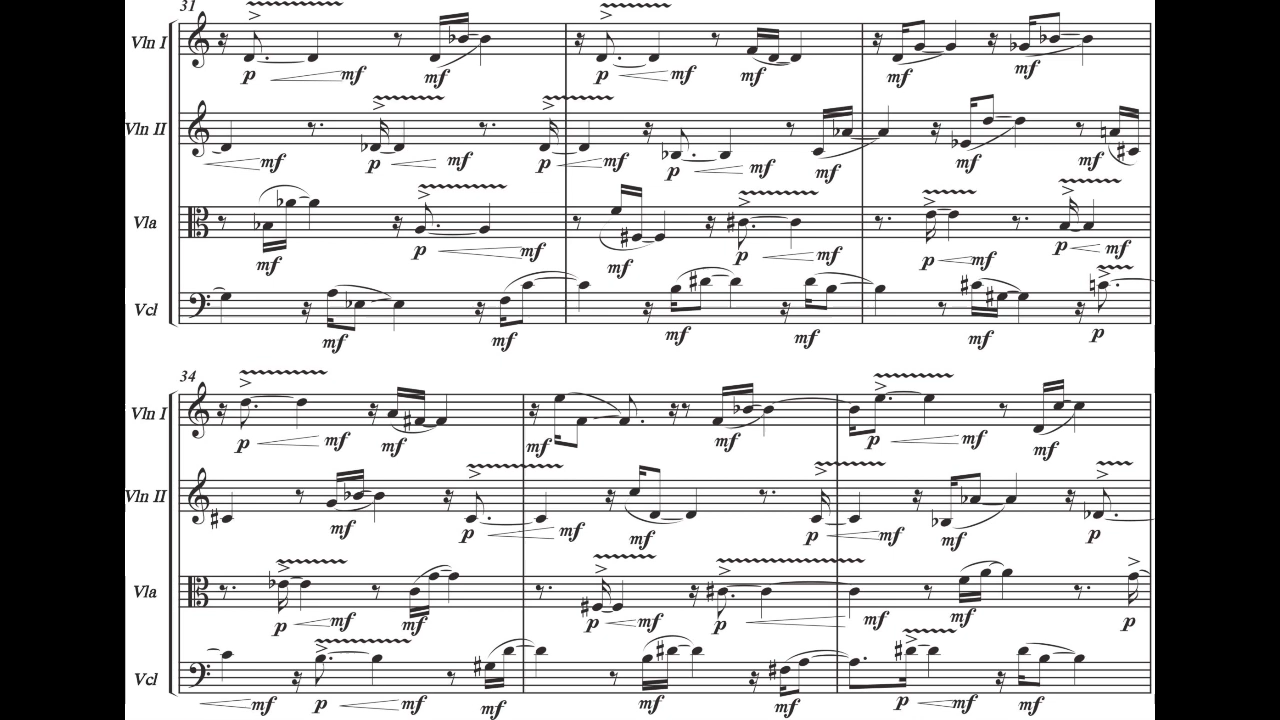 31
Vln I
p mf mf p mf mf mf mf
Vln II
mf p mf p mf p mf mf mf mf
Vla
mf p mf mf p mf p mf p mf
Vcl
mf mf mf mf mf p
34
Vln I
p mf mf mf mf p mf mf
Vln II
mf p mf mf p mf mf p
Vla
p mf mf p mf p mf mf p
Vcl
mf p mf mf mf mf p mf mf